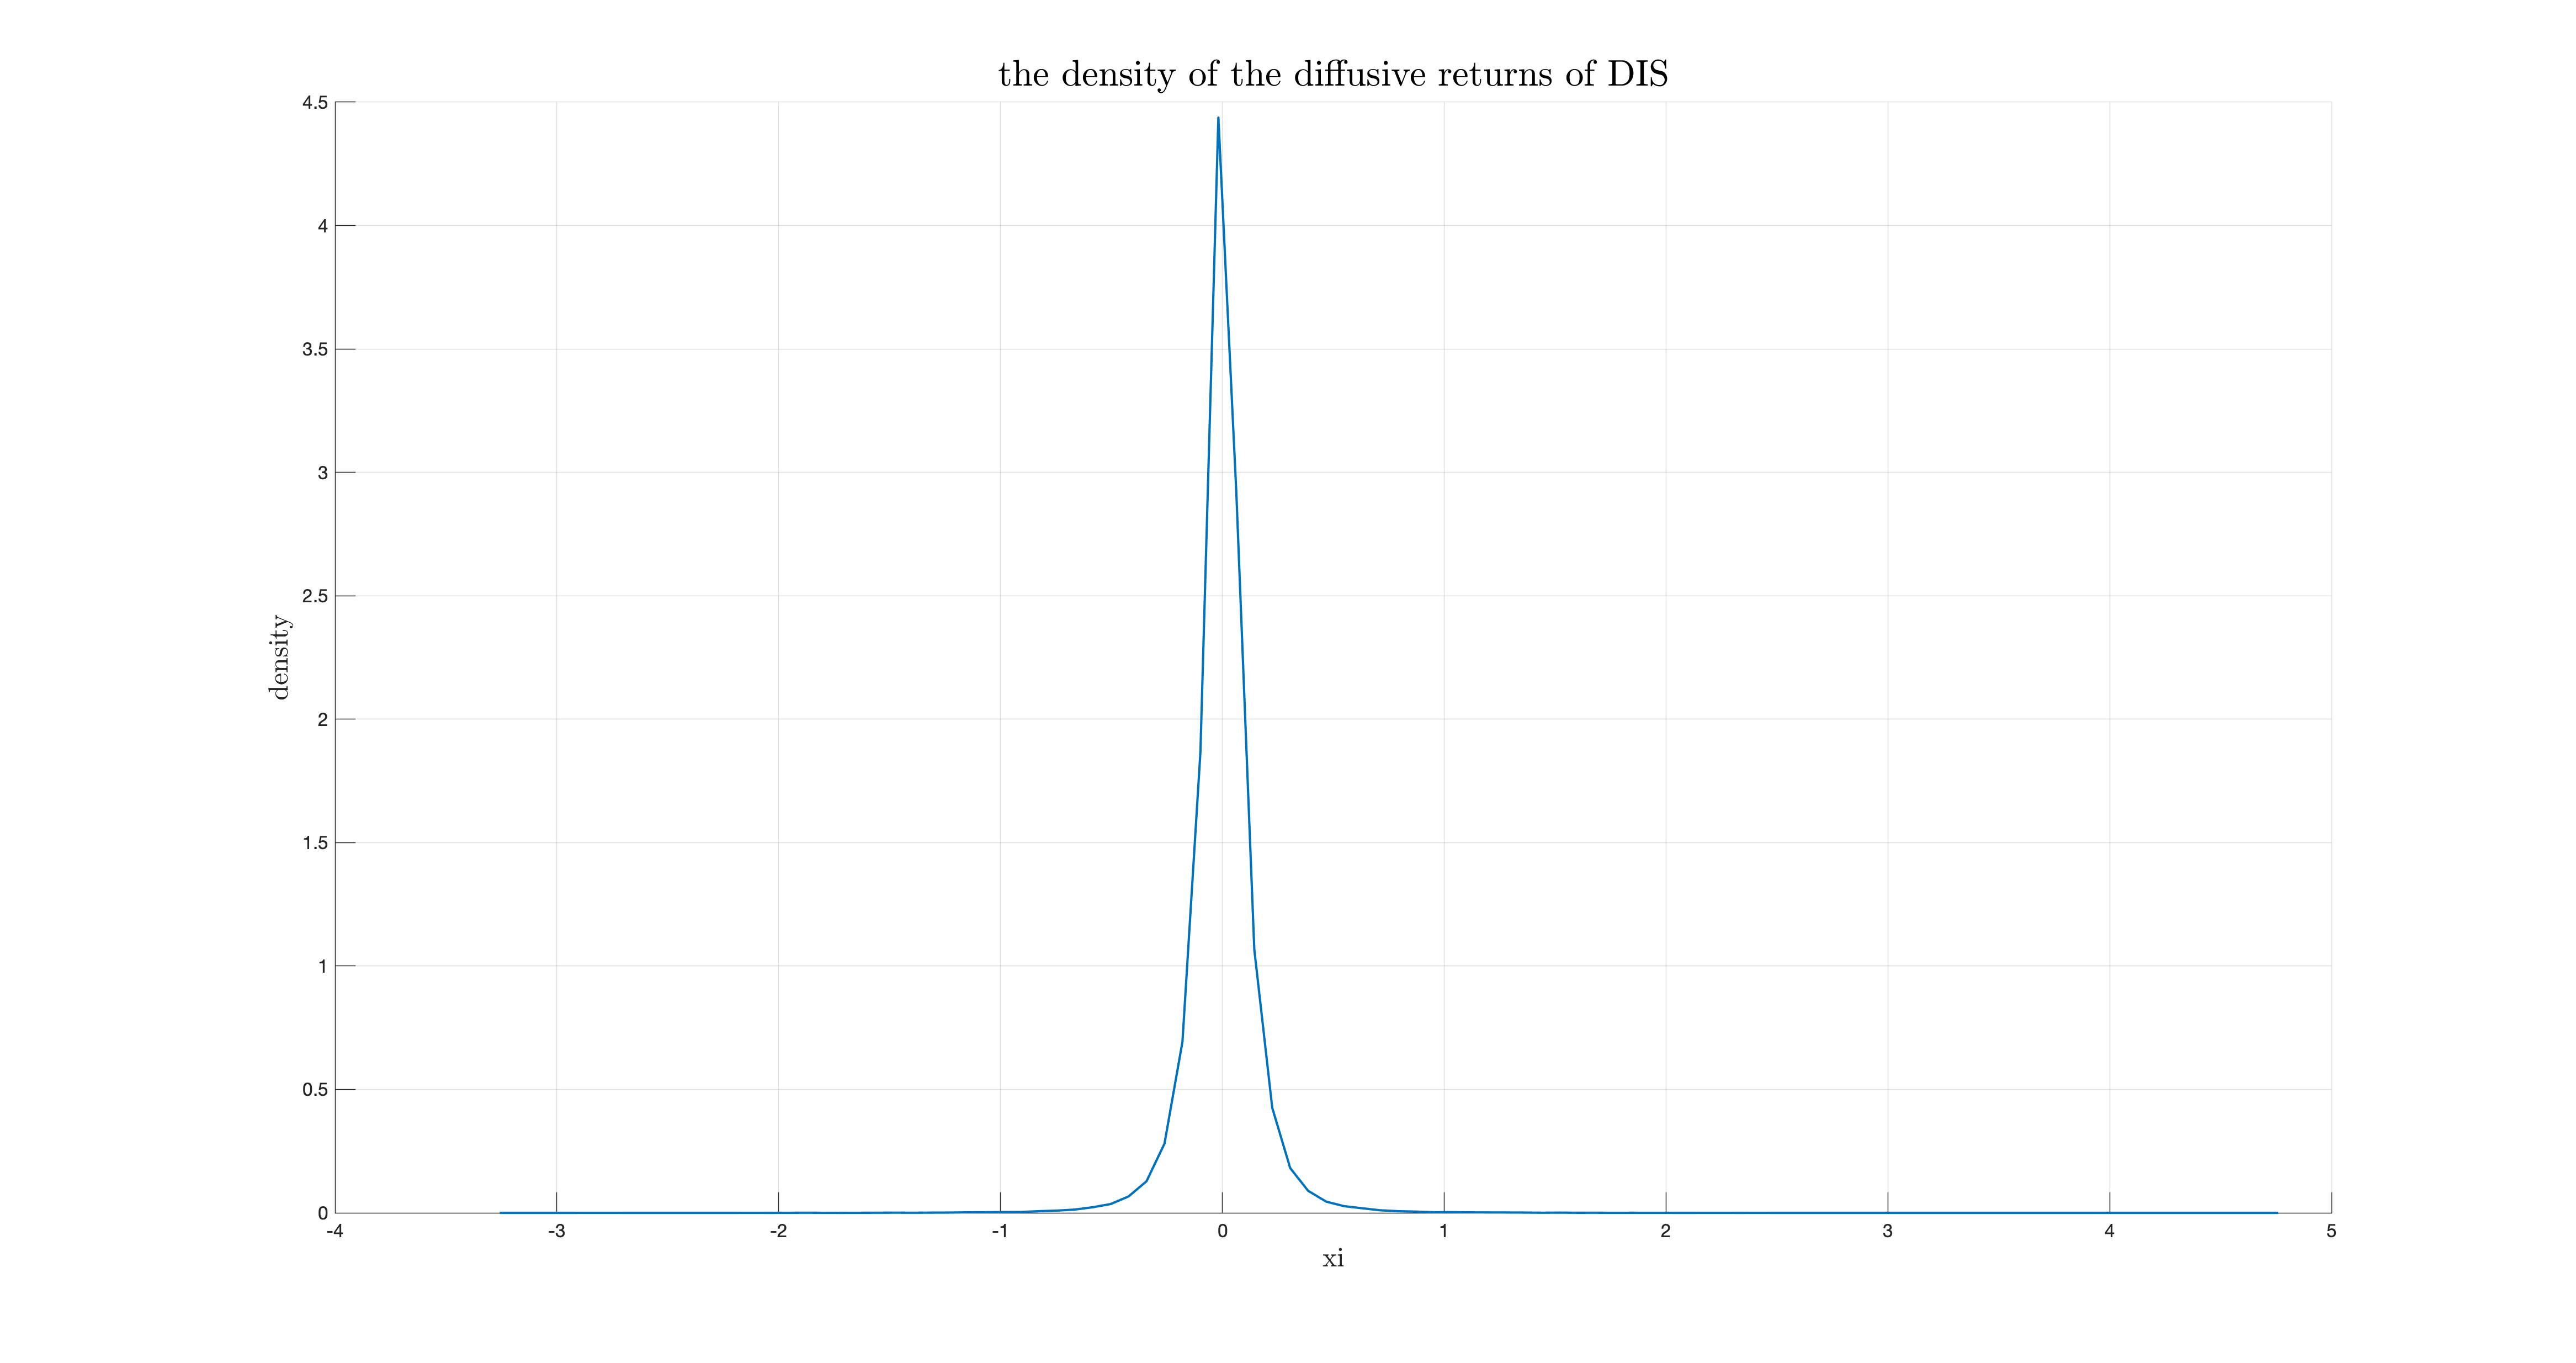 the density of the diffusive returns of DIS
4.5
4
3.5
3
2.5
2
1.5
1
0.5
0
density
-4 -3 -2 -1 0 1 2 3 4 5
xi